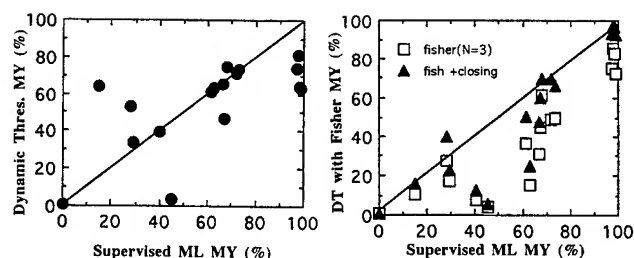 Dynamic Thres. MY (%)
100
80
60
40
20
0
0 20 40 60 80 100
Supervised ML MY (%)
DT with Fisher MY (%)
100
80
60
40
20
0
fisher(N=3)
fish +closing
0 20 40 60 80 100
Supervised ML MY (%)